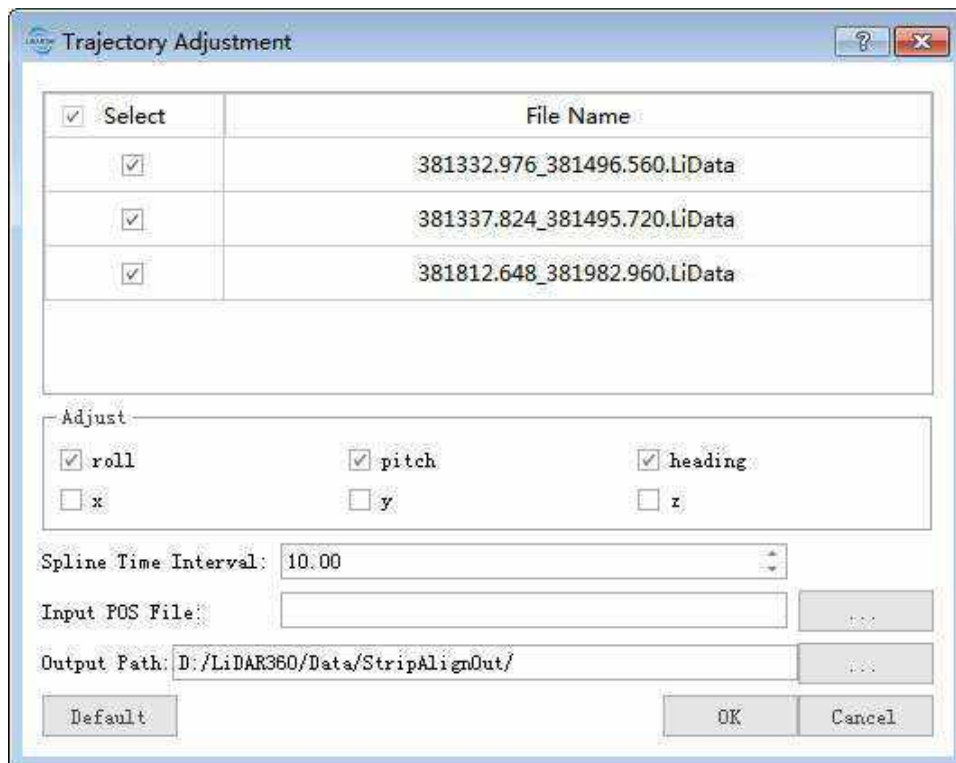 Trajectory Adjustment
Select File Name
381332.976_381496.560.LiData
381337.824_381495.720.LiData
381812.648_381982.960.LiData
Adjust
roll pitch heading
x y z
Spline Time Interval: 10.00
Input POS File: ...
Output Path: D:/LiDAR360/Data/StripAlignOut/ ...
Default OK Cancel